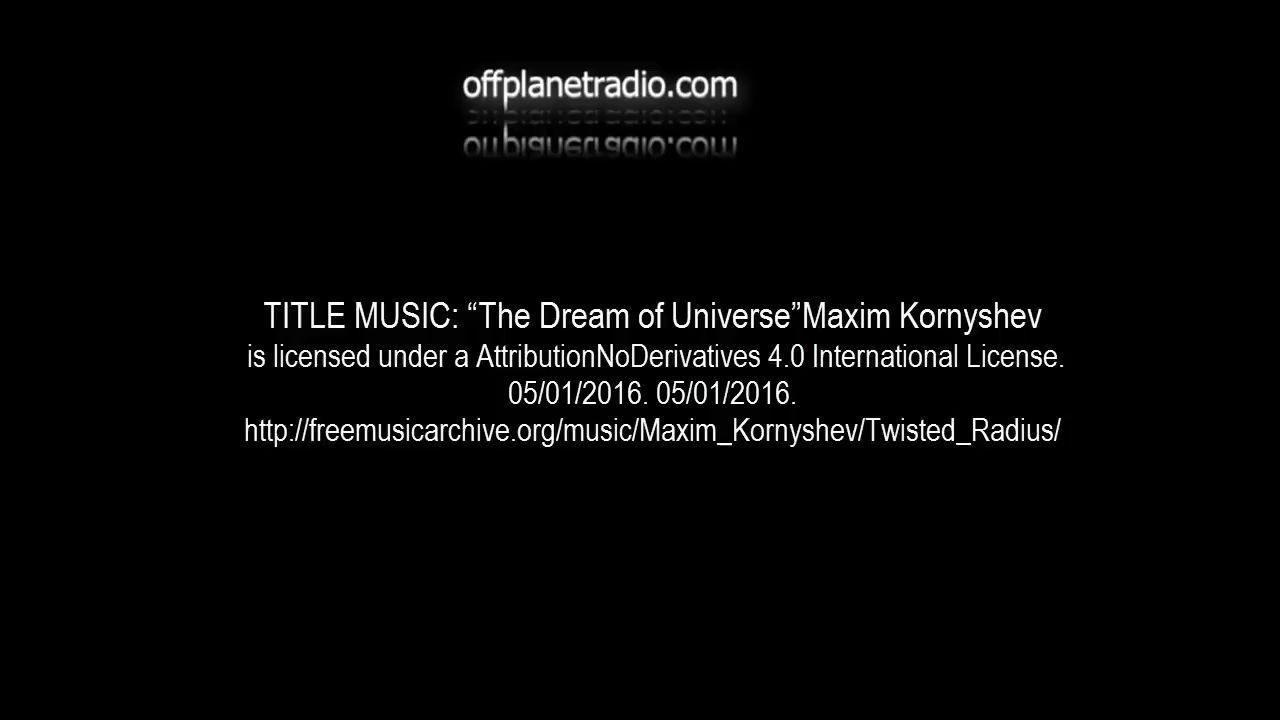 offplanetradio.com
TITLE MUSIC: “The Dream of Universe”Maxim Kornyshev
is licensed under a AttributionNoDerivatives 4.0 International License.
05/01/2016. 05/01/2016.
http://freemusicarchive.org/music/Maxim_Kornyshev/Twisted_Radius/